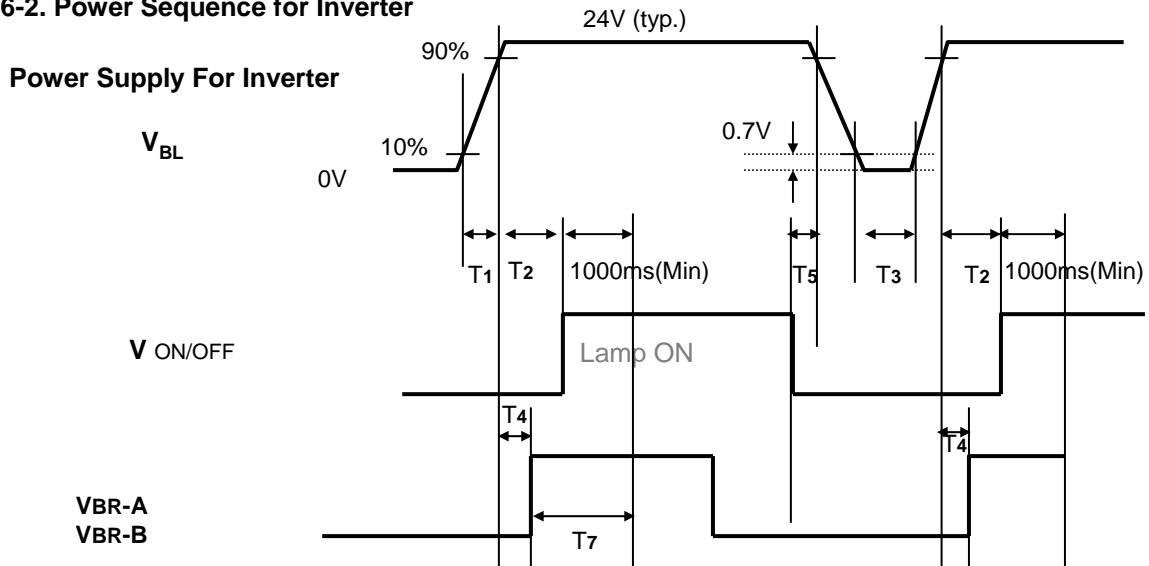 6-2. Power Sequence for Inverter
24V (typ.)
90%
Power Supply For Inverter
0.7V
VBL
10%
0V
T1 T2 1000ms(Min) T5 T3 T2 1000ms(Min)
V ON/OFF
Lamp ON
T4
T4
VBR-A
VBR-B
T7